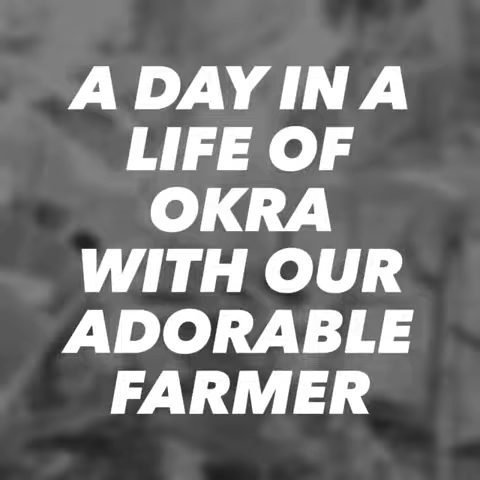 A DAY IN A
LIFE OF
OKRA
WITH OUR
ADORABLE
FARMER